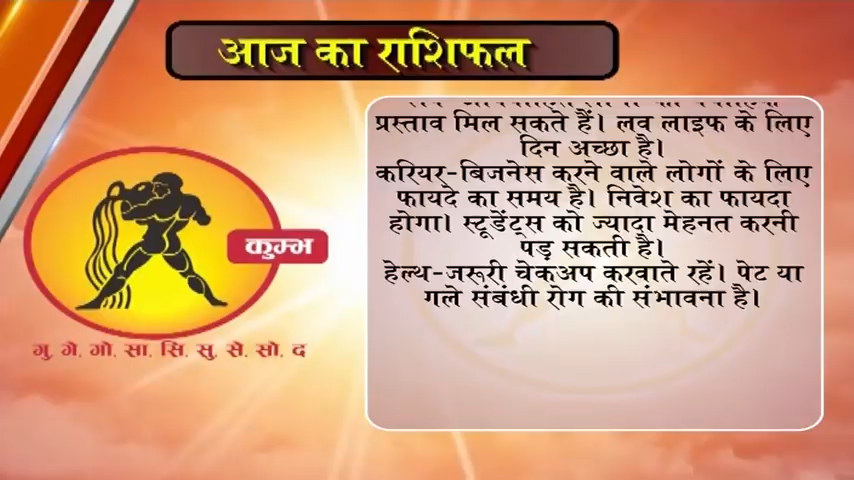 आज का राशिफल
प्रस्ताव मिल सकते हैं। लव लाइफ के लिए
दिन अच्छा है।
करियर-बिजनेस करने वाले लोगों के लिए
फायदे का समय है। निवेश का फायदा
होगा। स्टूडेंट्स को ज्यादा मेहनत करनी
पड़ सकती है।
हेल्थ-जरूरी चेकअप करवाते रहें। पेट या
गले संबंधी रोग की संभावना है।
कुम्भ
गु, गे, गो, सा, सि, सु, से, सो, द